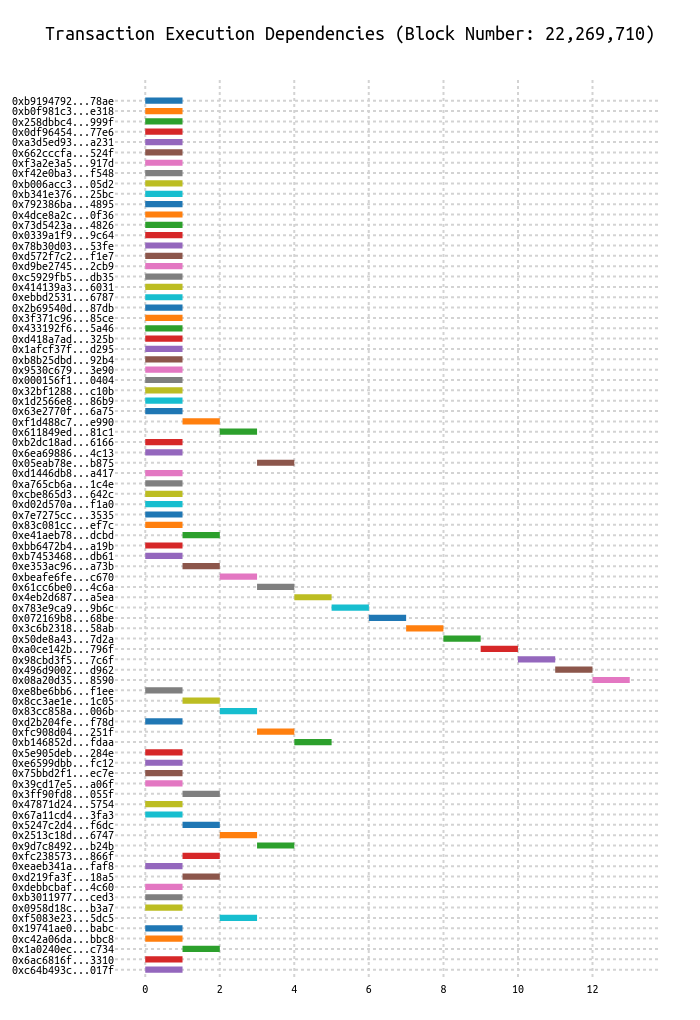 Transaction Execution Dependencies (Block Number: 22,269,710)
0xb9194792...78ae
0xb0f981c3...e318
0x258dbbc4...999f
0x0df96454...77e6
0xa3d5ed93...a231
0x662cccfa...524f
0xf3a2e3a5...917d
0xf42e0ba3...f548
0xb006acc3...05d2
0xb341e376...25bc
0x792386ba...4895
0x4dce8a2c...0f36
0x73d5423a...4826
0x0339a1f9...9c64
0x78b30d03...53fe
0xd572f7c2...f1e7
0xd9be2745...2cb9
0xc5929fb5...db35
0x414139a3...6031
0xebbd2531...6787
0x2b69540d...87db
0x3f371c96...85ce
0x433192f6...5a46
0xd418a7ad...325b
0x1afcf37f...d295
0xb8b25dbd...92b4
0x9530c679...3e90
0x000156f1...0404
0x32bf1288...c10b
0x1d2566e8...86b9
0x63e2770f...6a75
0xf1d488c7...e990
0x611849ed...81c1
0xb2dc18ad...6166
0x6ea69886...4c13
0x05eab78e...b875
0xd1446db8...a417
0xa765cb6a...1c4e
0xcbe865d3...642c
0xd02d570a...f1a0
0x7e7275cc...3535
0x83c081cc...ef7c
0xe41aeb78...dcbd
0xbb6472b4...a19b
0xb7453468...db61
0xe353ac96...a73b
0xbeafe6fe...c670
0x61cc6be0...4c6a
0x4eb2d687...a5ea
0x783e9ca9...9b6c
0x072169b8...68be
0x3c6b2318...58ab
0x50de8a43...7d2a
0xa0ce142b...796f
0x98cbd3f5...7c6f
0x496d9002...d962
0x08a20d35...8590
0xe8be6bb6...f1ee
0x8cc3ae1e...1c05
0x83cc858a...006b
0xd2b204fe...f78d
0xfc908d04...251f
0xb146852d...fdaa
0x5e905deb...284e
0xe6599dbb...fc12
0x75bbd2f1...ec7e
0x39cd17e5...a06f
0x3ff90fd8...055f
0x47871d24...5754
0x67a11cd4...3fa3
0x5247c2d4...f6dc
0x2513c18d...6747
0x9d7c8492...b24b
0xfc238573...866f
0xeaeb341a...faf8
0xd219fa3f...18a5
0xdebbcbaf...4c60
0xb3011977...ced3
0x0958d18c...b3a7
0xf5083e23...5dc5
0x19741ae0...babc
0xc42a06da...bbc8
0x1a0240ec...c734
0x6ac6816f...3310
0xc64b493c...017f
0 2 4 6 8 10 12